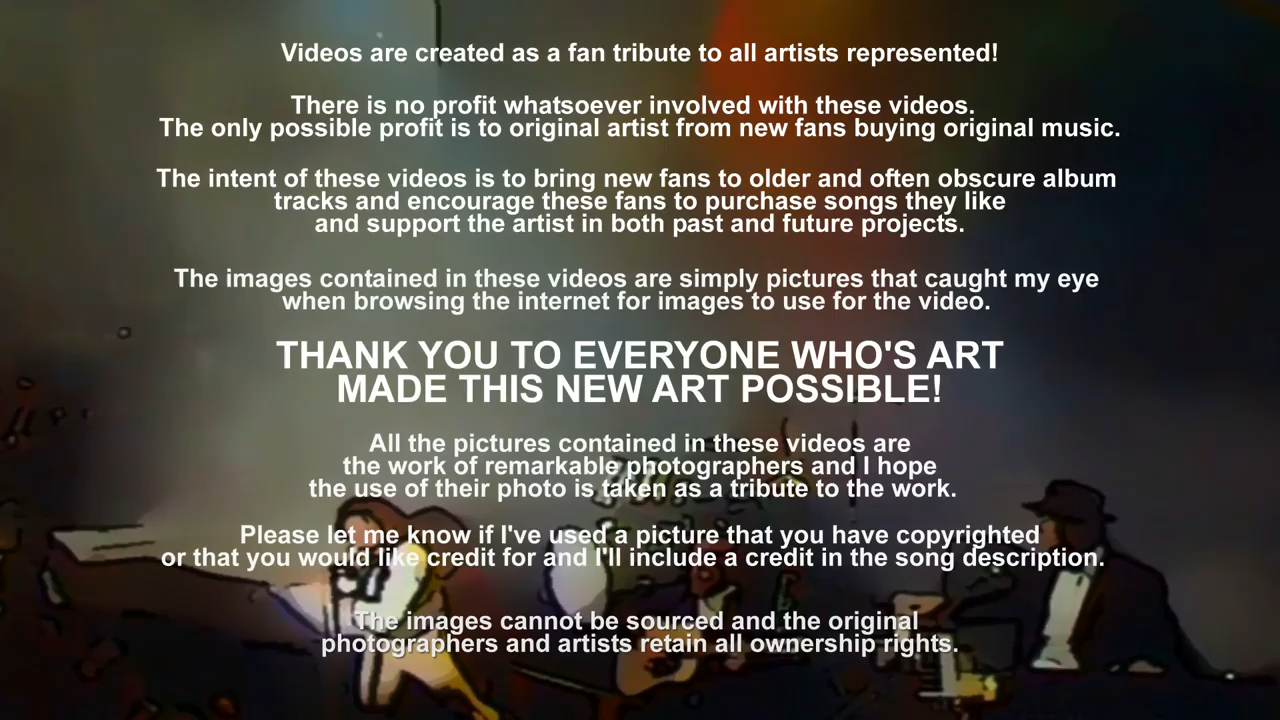 Videos are created as a fan tribute to all artists represented!
There is no profit whatsoever involved with these videos.
The only possible profit is to original artist from new fans buying original music.
The intent of these videos is to bring new fans to older and often obscure album
tracks and encourage these fans to purchase songs they like
and support the artist in both past and future projects.
The images contained in these videos are simply pictures that caught my eye
when browsing the internet for images to use for the video.
THANK YOU TO EVERYONE WHO'S ART
MADE THIS NEW ART POSSIBLE!
All the pictures contained in these videos are
the work of remarkable photographers and I hope
the use of their photo is taken as a tribute to the work.
Please let me know if I've used a picture that you have copyrighted
or that you would like credit for and I'll include a credit in the song description.
The images cannot be sourced and the original
photographers and artists retain all ownership rights.